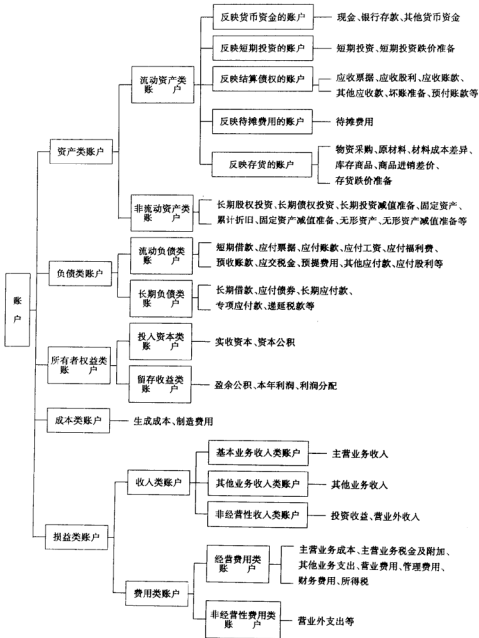 反映货币资金的账户
现金、银行存款、其他货币资金
反映短期投资的账户
短期投资、短期投资跌价准备
流动资产类
账 户
反映结算债权的账户
应收票据、应收股利、应收账款、
其他应收款、坏账准备、预付账款等
反映待摊费用的账户
待摊费用
资产类账户
反映存货的账户
物资采购、原材料、材料成本差异、
库存商品、商品进销差价、
存货跌价准备
非流动资产类
账 户
长期股权投资、长期债权投资、长期投资减值准备、固定资产、
累计折旧、固定资产减值准备、无形资产、无形资产减值准备等
账
户
负债类账户
流动负债类
账 户
短期借款、应付票据、应付账款、应付工资、应付福利费、
预收账款、应交税金、预提费用、其他应付款、应付股利等
长期负债类
账 户
长期借款、应付债券、长期应付款、
专项应付款、递延税款等
所有者权益类
账 户
投入资本类
账 户
实收资本、资本公积
留存收益类
账 户
盈余公积、本年利润、利润分配
成本类账户
生成成本、制造费用
损益类账户
收入类账户
基本业务收入类账户
主营业务收入
其他业务收入类账户
其他业务收入
非经营性收入类账户
投资收益、营业外收入
费用类账户
经营费用类
账 户
主营业务成本、主营业务税金及附加、
其他业务支出、营业费用、管理费用、
财务费用、所得税
非经营性费用类
账 户
营业外支出等